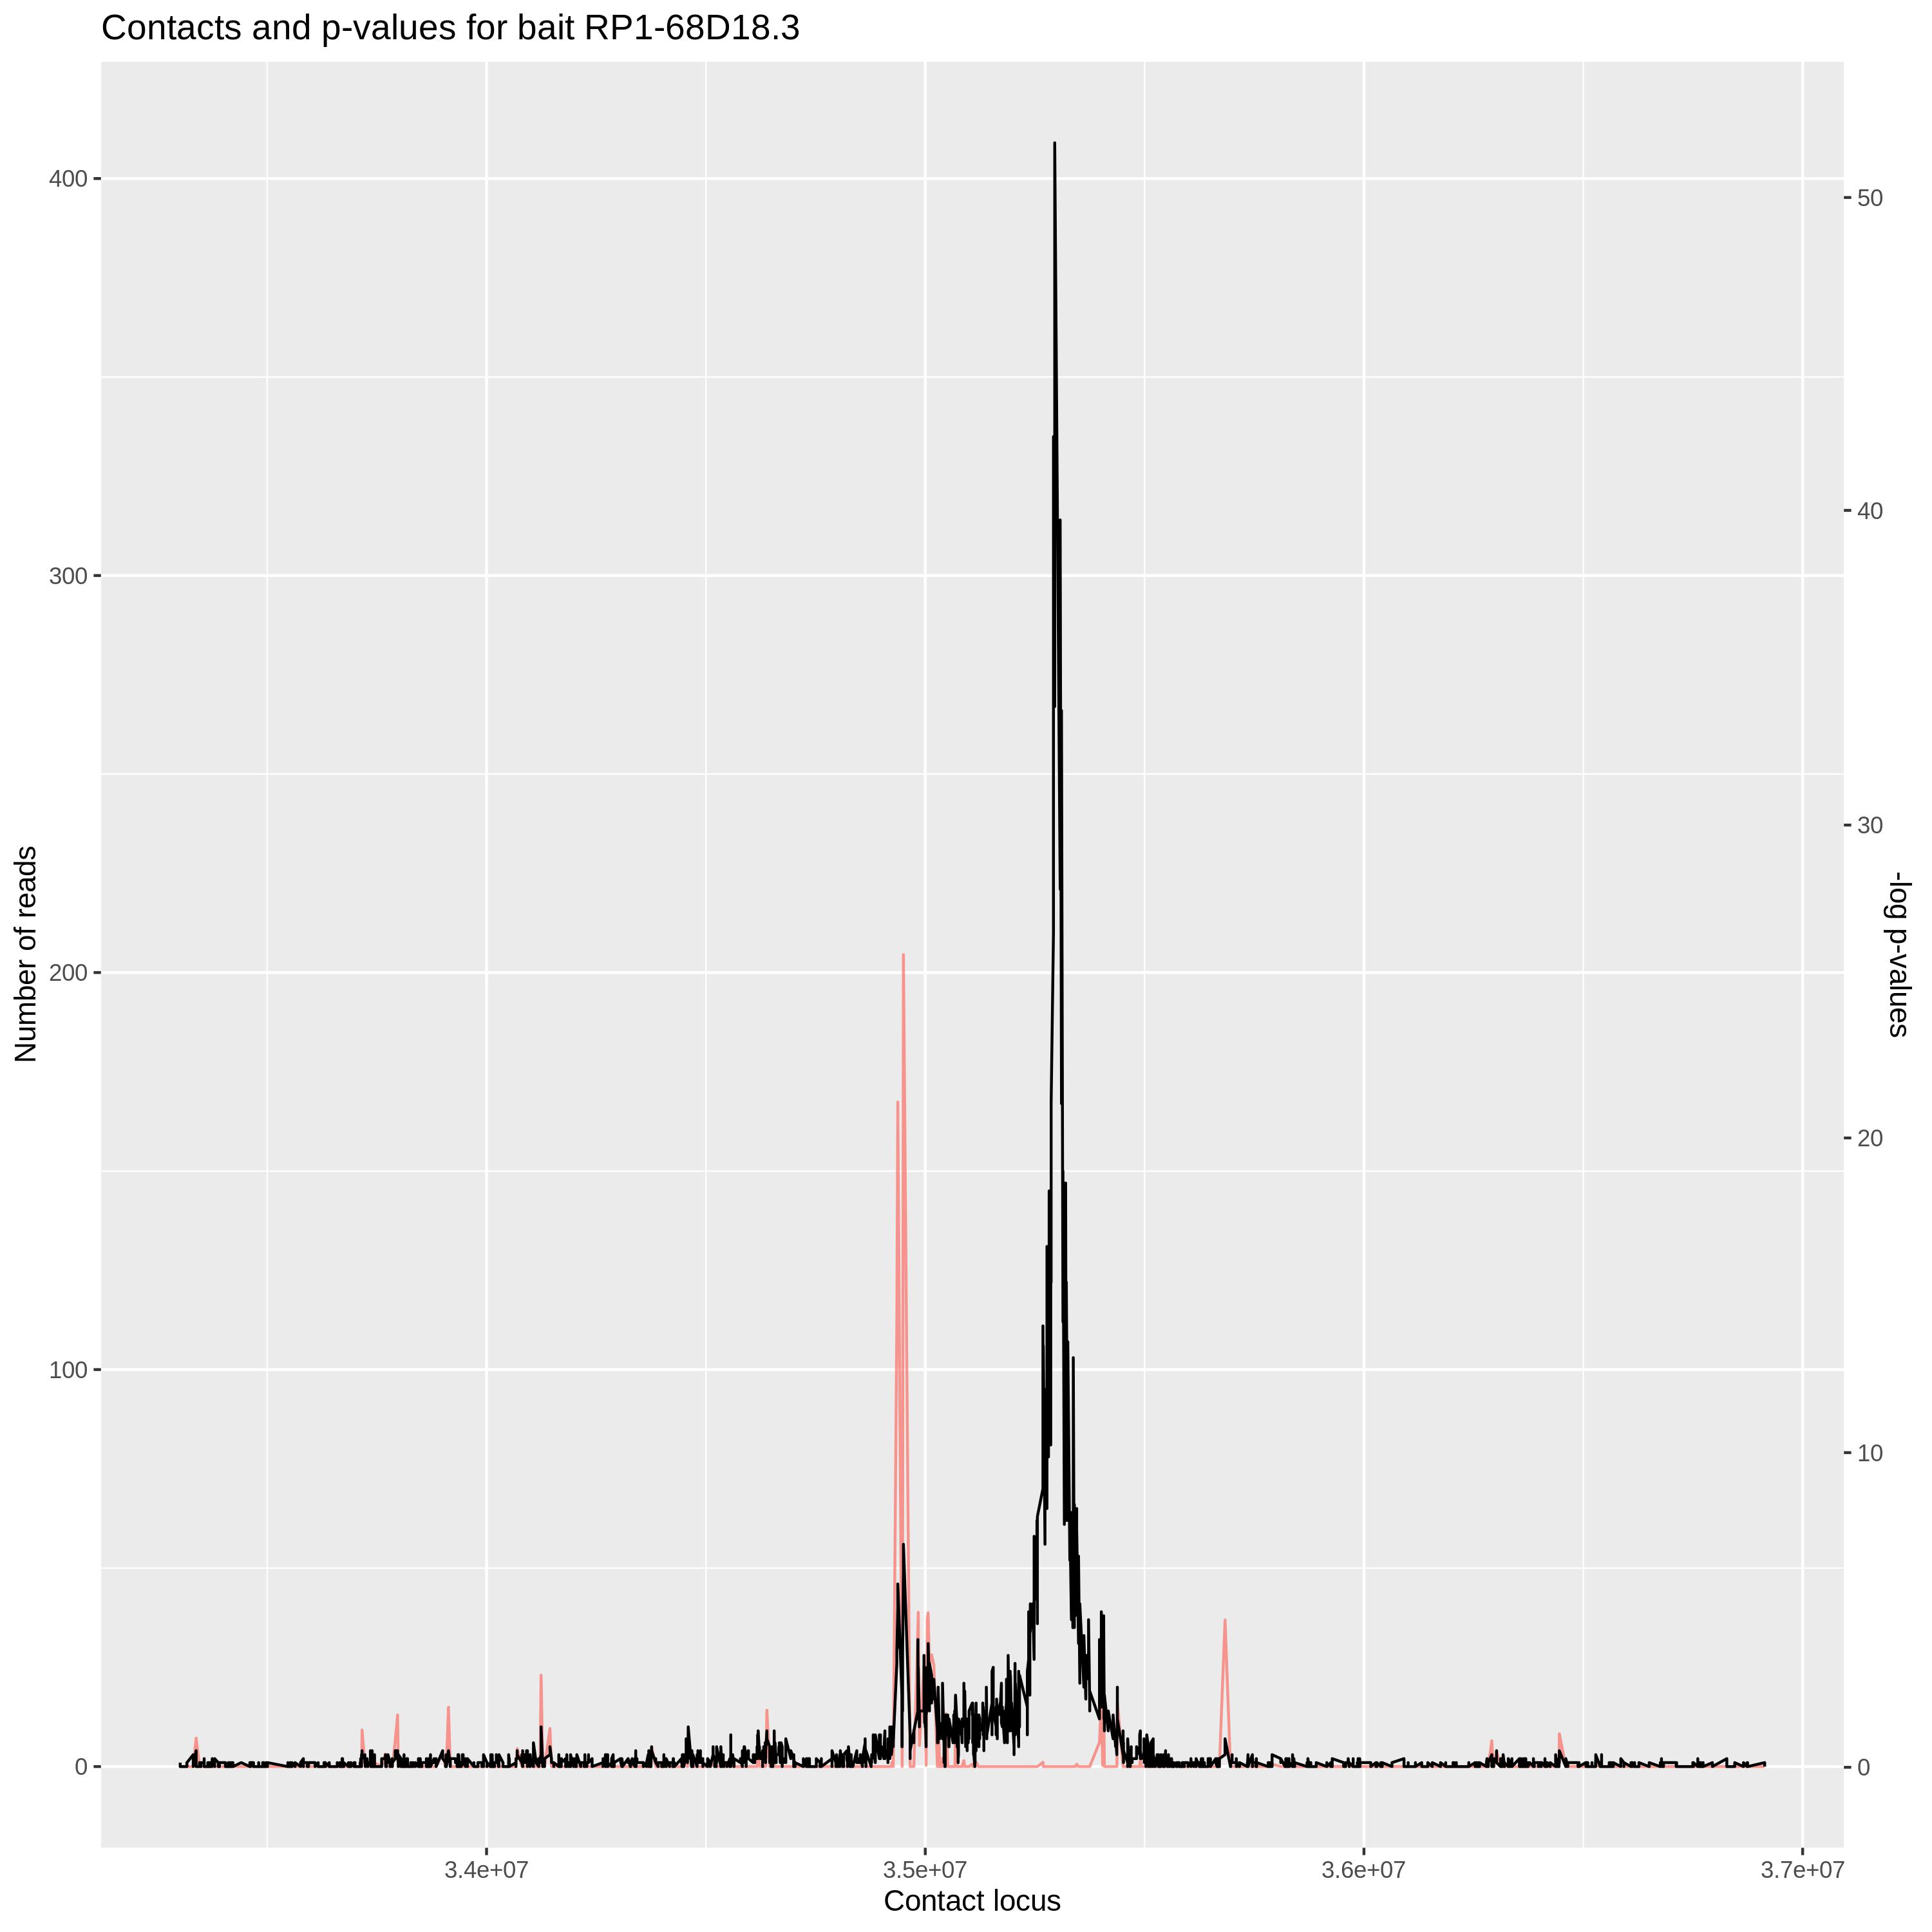 Contacts and p-values for bait RP1-68D18.3
400
300
200
100
0
Number of reads
50
40
30
20
10
0
-log p-values
3.4e+07
3.5e+07
3.6e+07
3.7e+07
Contact locus